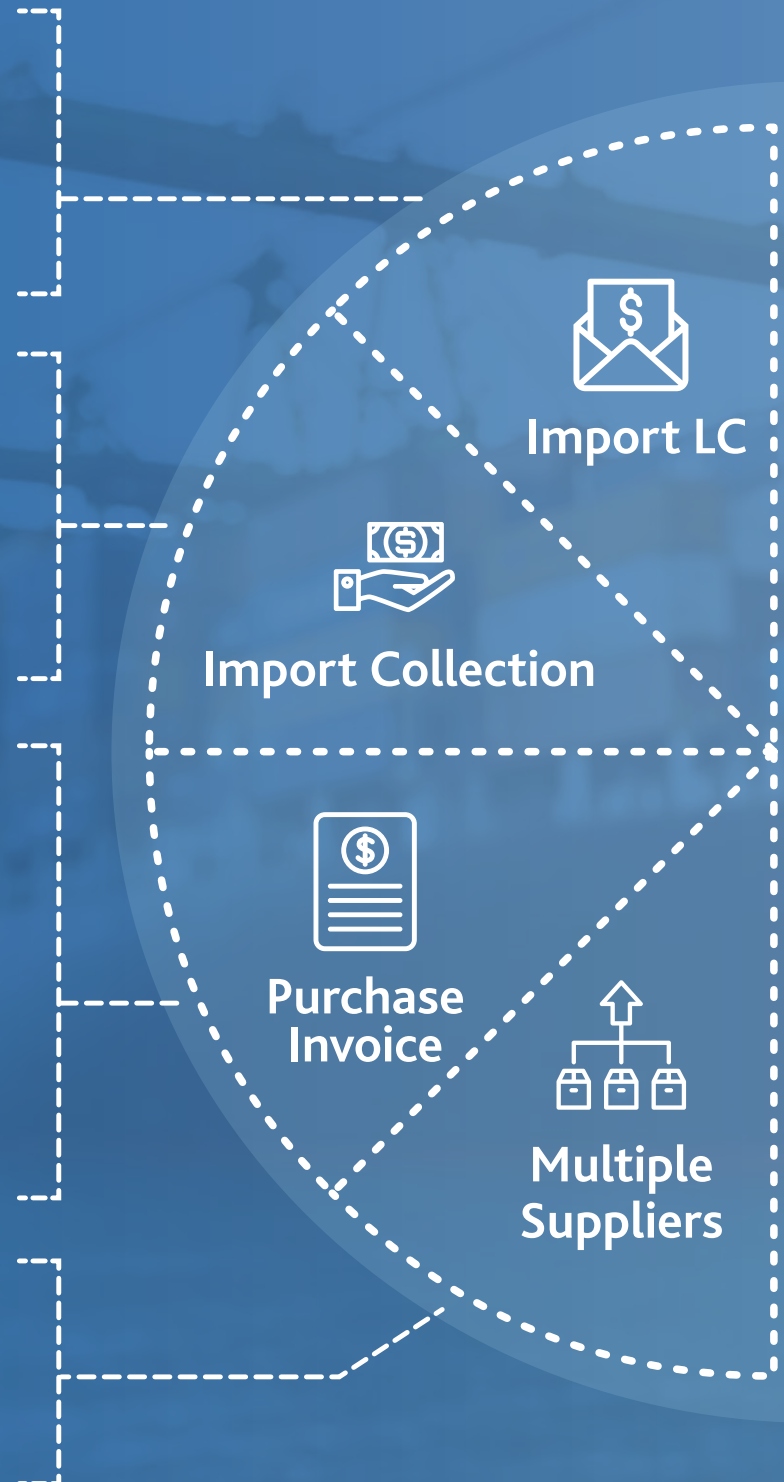 Import LC
Import Collection
Purchase
Invoice
Multiple
Suppliers